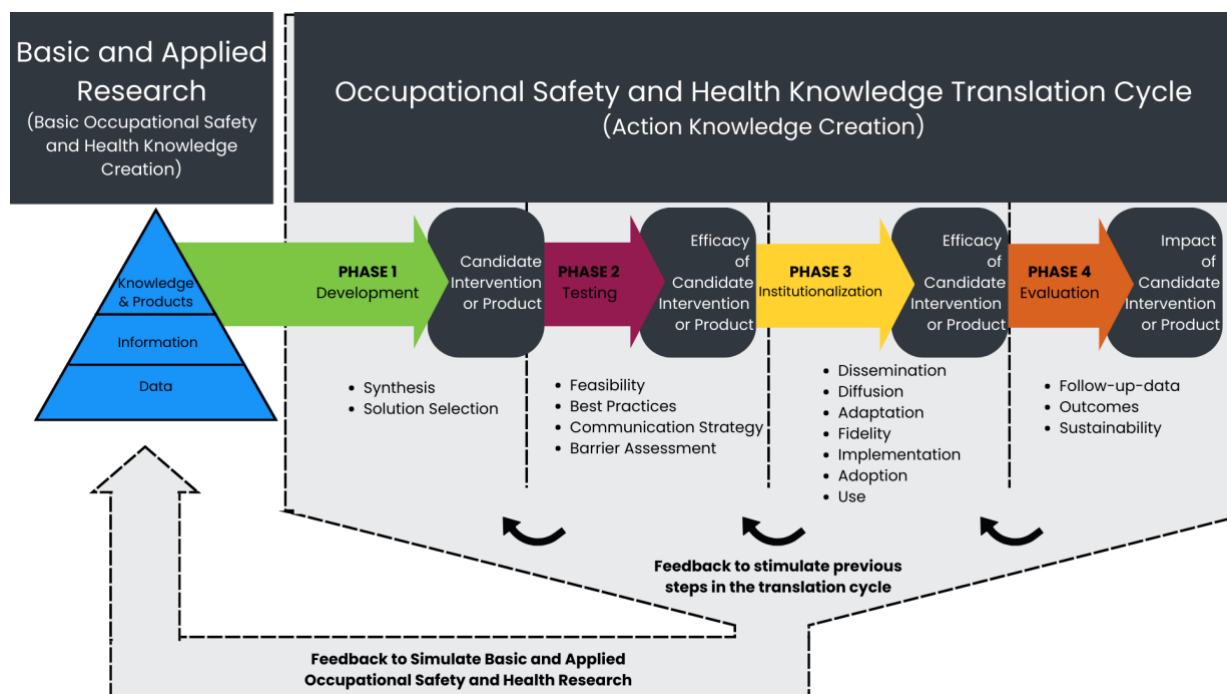 Basic and Applied
Research
(Basic Occupational Safety
and Health Knowledge
Creation)
Occupational Safety and Health Knowledge Translation Cycle
(Action Knowledge Creation)
Knowledge
& Products
Information
Data
PHASE 1
Development
Candidate
Intervention
or Product
PHASE 2
Testing
Efficacy
of
Candidate
Intervention
or Product
PHASE 3
Institutionalization
Efficacy
of
Candidate
Intervention
or Product
PHASE 4
Evaluation
Impact
of
Candidate
Intervention
or Product
• Synthesis
• Solution Selection
• Feasibility
• Best Practices
• Communication Strategy
• Barrier Assessment
• Dissemination
• Diffusion
• Adaptation
• Fidelity
• Implementation
• Adoption
• Use
• Follow-up-data
• Outcomes
• Sustainability
Feedback to stimulate previous
steps in the translation cycle
Feedback to Simulate Basic and Applied
Occupational Safety and Health Research